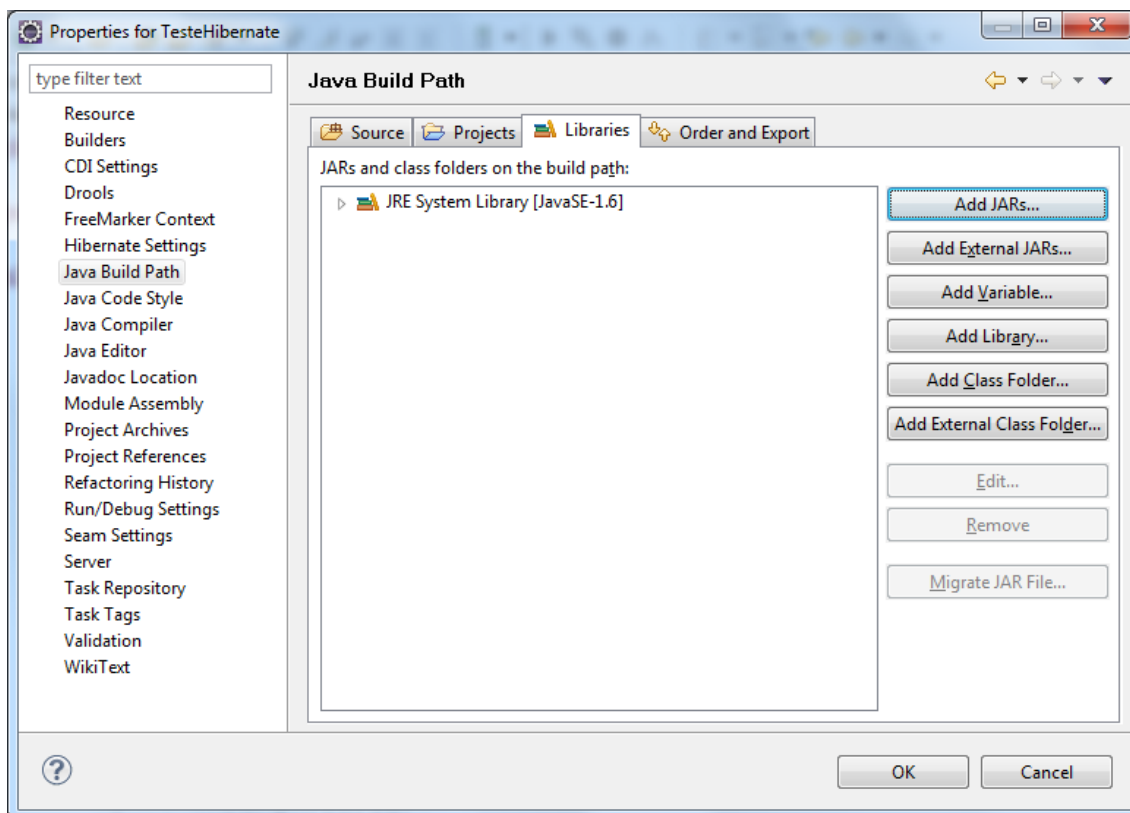 Properties for TesteHibernate
type filter text
Resource
Builders
CDI Settings
Drools
FreeMarker Context
Hibernate Settings
Java Build Path
Java Code Style
Java Compiler
Java Editor
Javadoc Location
Module Assembly
Project Archives
Project References
Refactoring History
Run/Debug Settings
Seam Settings
Server
Task Repository
Task Tags
Validation
WikiText
Java Build Path
Source Projects Libraries Order and Export
JARs and class folders on the build path:
JRE System Library [JavaSE-1.6]
Add JARs...
Add External JARs...
Add Variable...
Add Library...
Add Class Folder...
Add External Class Folder...
Edit...
Remove
Migrate JAR File...
?
OK Cancel